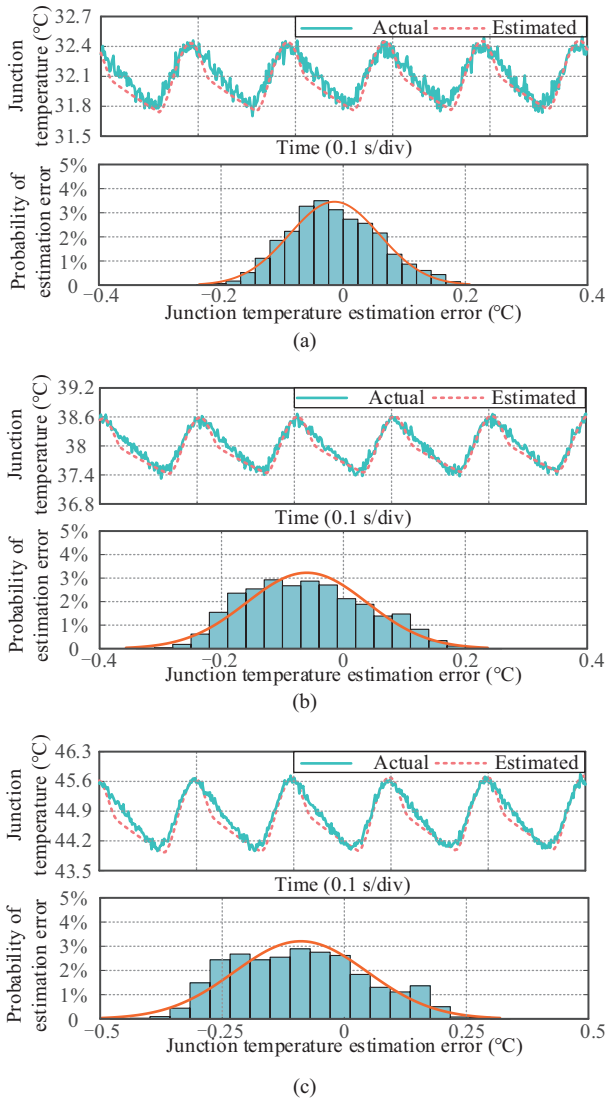 32.7
32.4
32.1
31.8
31.5
Junction
temperature (°C)
Actual
Estimated
Time (0.1 s/div)
5%
4%
3%
2%
1%
0
Probability of
estimation error
−0.4 −0.2 0 0.2 0.4
Junction temperature estimation error (°C)
(a)
39.2
38.6
38
37.4
36.8
Junction
temperature (°C)
Actual
Estimated
Time (0.1 s/div)
5%
4%
3%
2%
1%
0
Probability of
estimation error
−0.4 −0.2 0 0.2 0.4
Junction temperature estimation error (°C)
(b)
46.3
45.6
44.9
44.2
43.5
Junction
temperature (°C)
Actual
Estimated
Time (0.1 s/div)
5%
4%
3%
2%
1%
0
Probability of
estimation error
−0.5 −0.25 0 0.25 0.5
Junction temperature estimation error (°C)
(c)